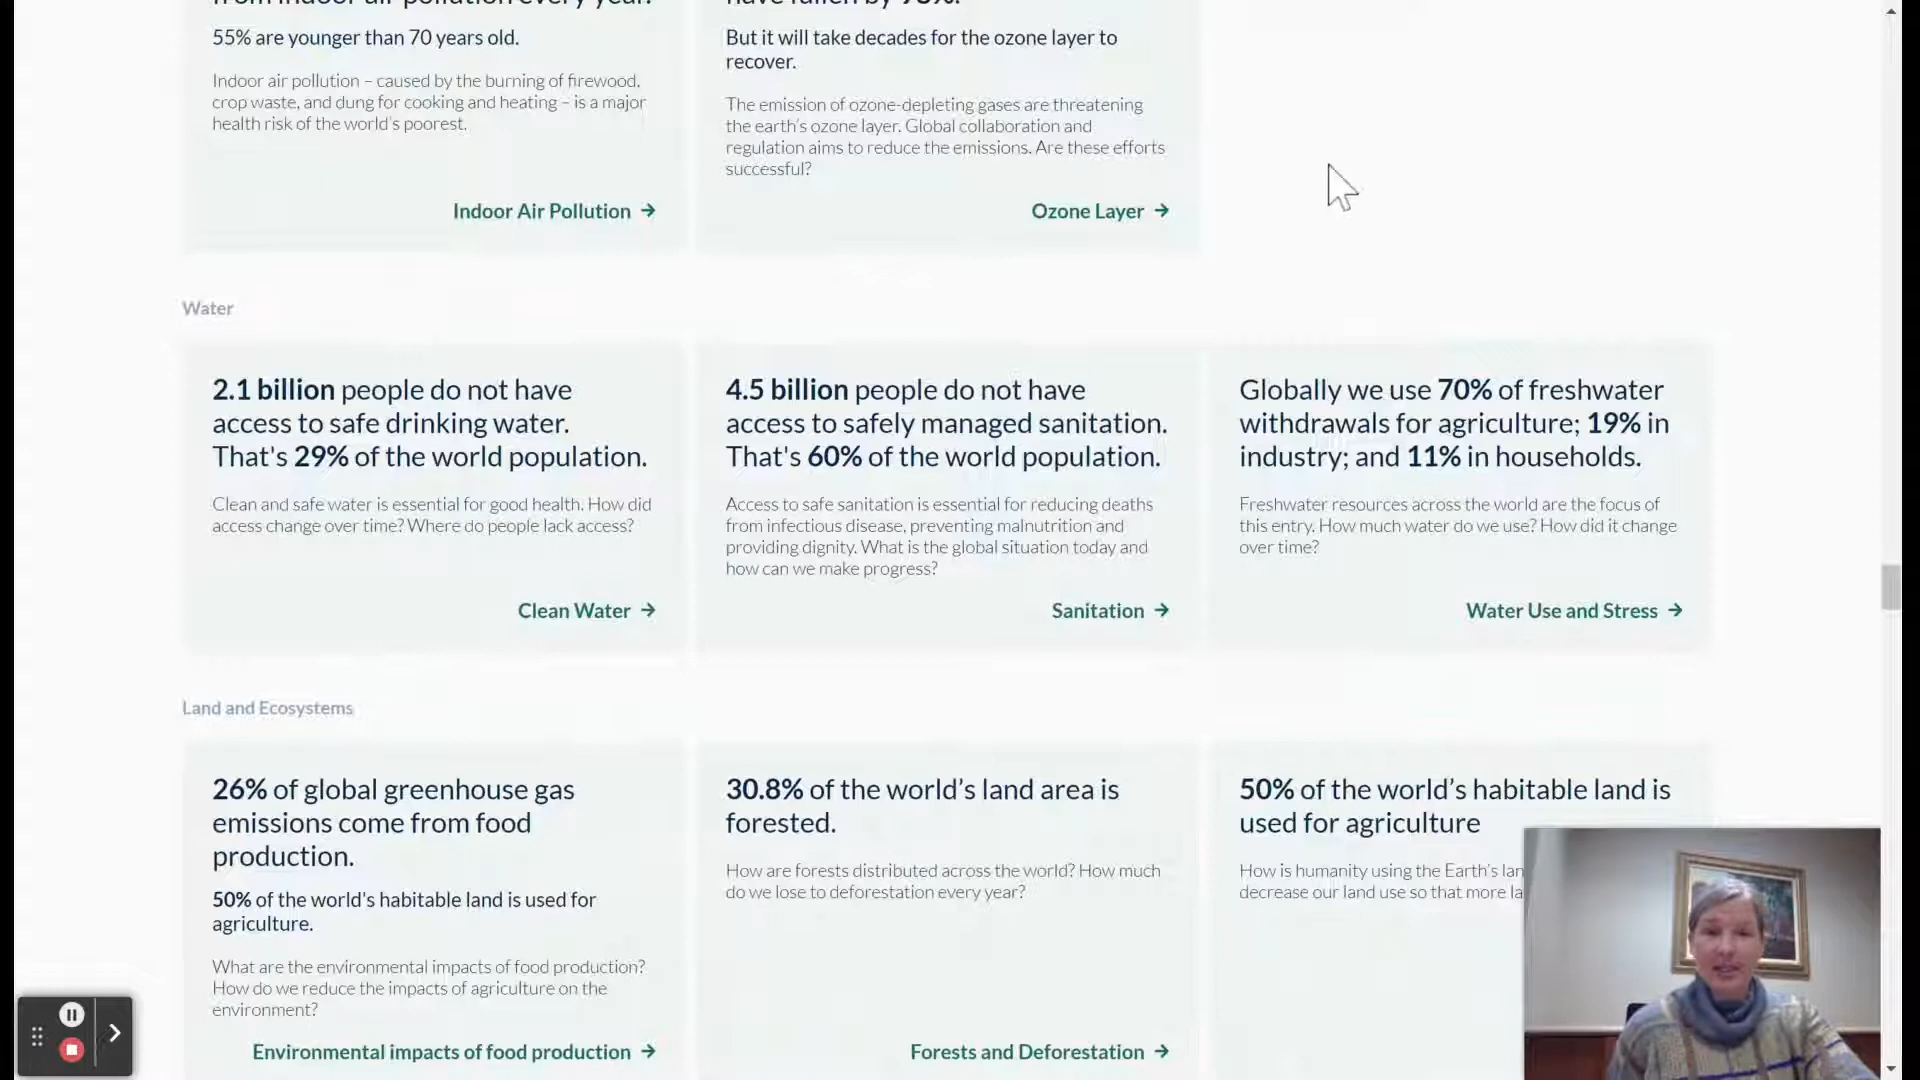 55% are younger than 70 years old.
Indoor air pollution – caused by the burning of firewood,
crop waste, and dung for cooking and heating – is a major
health risk of the world's poorest.
Indoor Air Pollution →
But it will take decades for the ozone layer to
recover.
The emission of ozone-depleting gases are threatening
the earth's ozone layer. Global collaboration and
regulation aims to reduce the emissions. Are these efforts
successful?
Ozone Layer →
Water
2.1 billion people do not have
access to safe drinking water.
That's 29% of the world population.
Clean and safe water is essential for good health. How did
access change over time? Where do people lack access?
Clean Water →
4.5 billion people do not have
access to safely managed sanitation.
That's 60% of the world population.
Access to safe sanitation is essential for reducing deaths
from infectious disease, preventing malnutrition and
providing dignity. What is the global situation today and
how can we make progress?
Sanitation →
Globally we use 70% of freshwater
withdrawals for agriculture; 19% in
industry; and 11% in households.
Freshwater resources across the world are the focus of
this entry. How much water do we use? How did it change
over time?
Water Use and Stress →
Land and Ecosystems
26% of global greenhouse gas
emissions come from food
production.
50% of the world's habitable land is used for
agriculture.
What are the environmental impacts of food production?
How do we reduce the impacts of agriculture on the
environment?
Environmental impacts of food production →
30.8% of the world's land area is
forested.
How are forests distributed across the world? How much
do we lose to deforestation every year?
Forests and Deforestation →
50% of the world's habitable land is
used for agriculture
How is humanity using the Earth's
decrease our land use so that more